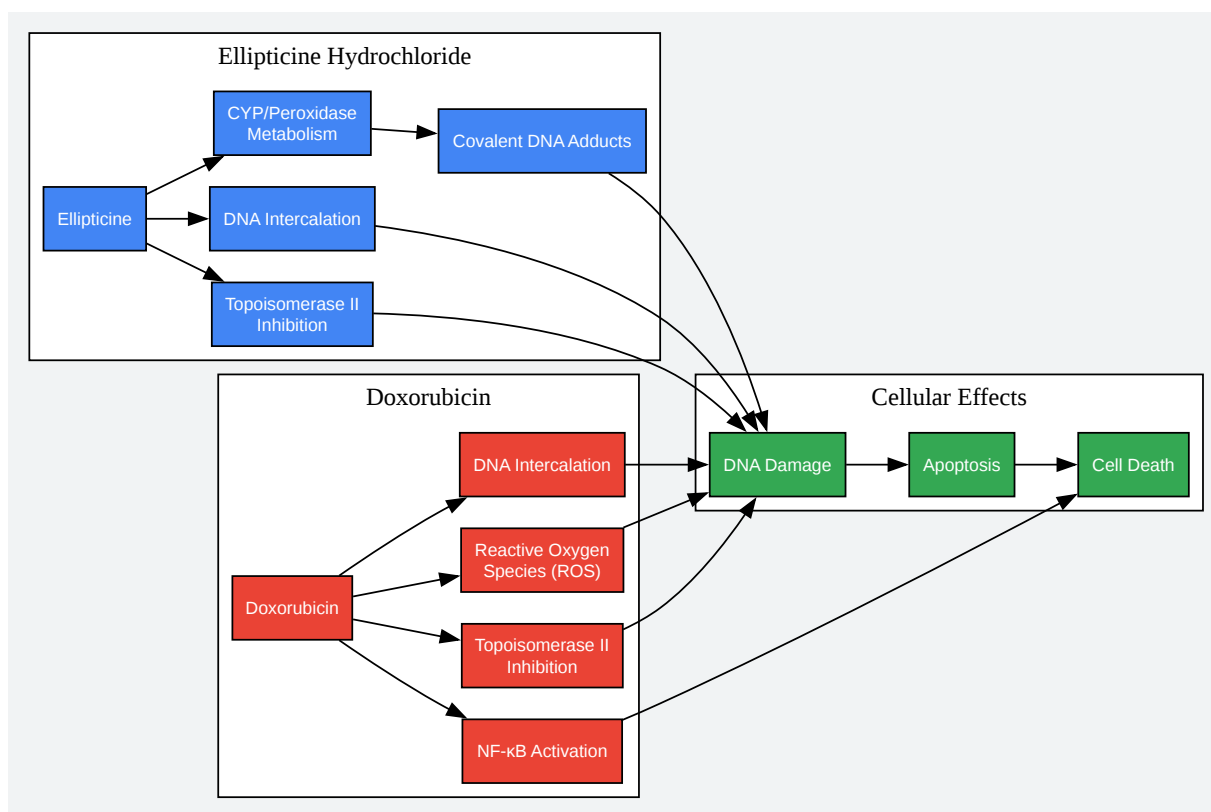 Ellipticine Hydrochloride
CYP/Peroxidase
Metabolism
Covalent DNA Adducts
Ellipticine
DNA Intercalation
Topoisomerase II
Inhibition
Doxorubicin
DNA Intercalation
Reactive Oxygen
Species (ROS)
Doxorubicin
Topoisomerase II
Inhibition
NF-κB Activation
Cellular Effects
DNA Damage
Apoptosis
Cell Death